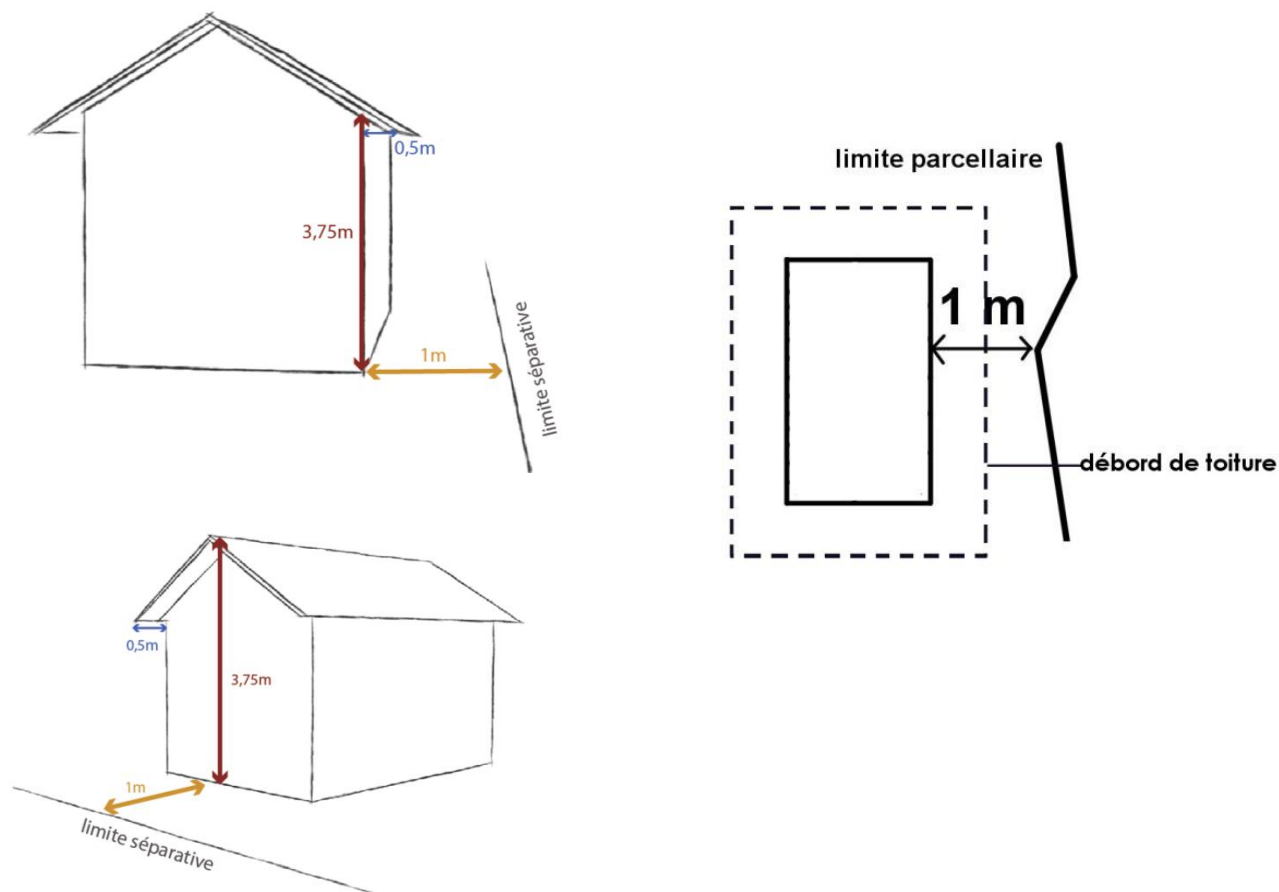 0,5m
3,75m
1m
limite séparative
0,5m
3,75m
1m
limite séparative
limite parcellaire
1 m
débord de toiture